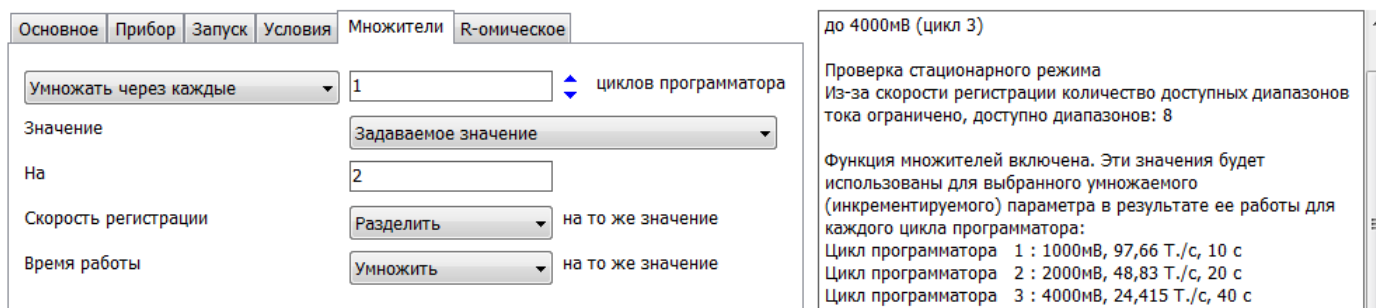 Основное Прибор Запуск Условия Множители R-омическое
Умножать через каждые 1 циклов программатора
Значение Задаваемое значение
На 2
Скорость регистрации Разделить на то же значение
Время работы Умножить на то же значение
до 4000мВ (цикл 3)
Проверка стационарного режима
Из-за скорости регистрации количество доступных диапазонов
тока ограничено, доступно диапазонов: 8
Функция множителей включена. Эти значения будет
использованы для выбранного умножаемого
(инкрементируемого) параметра в результате ее работы для
каждого цикла программатора:
Цикл программатора 1 : 1000мВ, 97,66 Т./с, 10 с
Цикл программатора 2 : 2000мВ, 48,83 Т./с, 20 с
Цикл программатора 3 : 4000мВ, 24,415 Т./с, 40 с